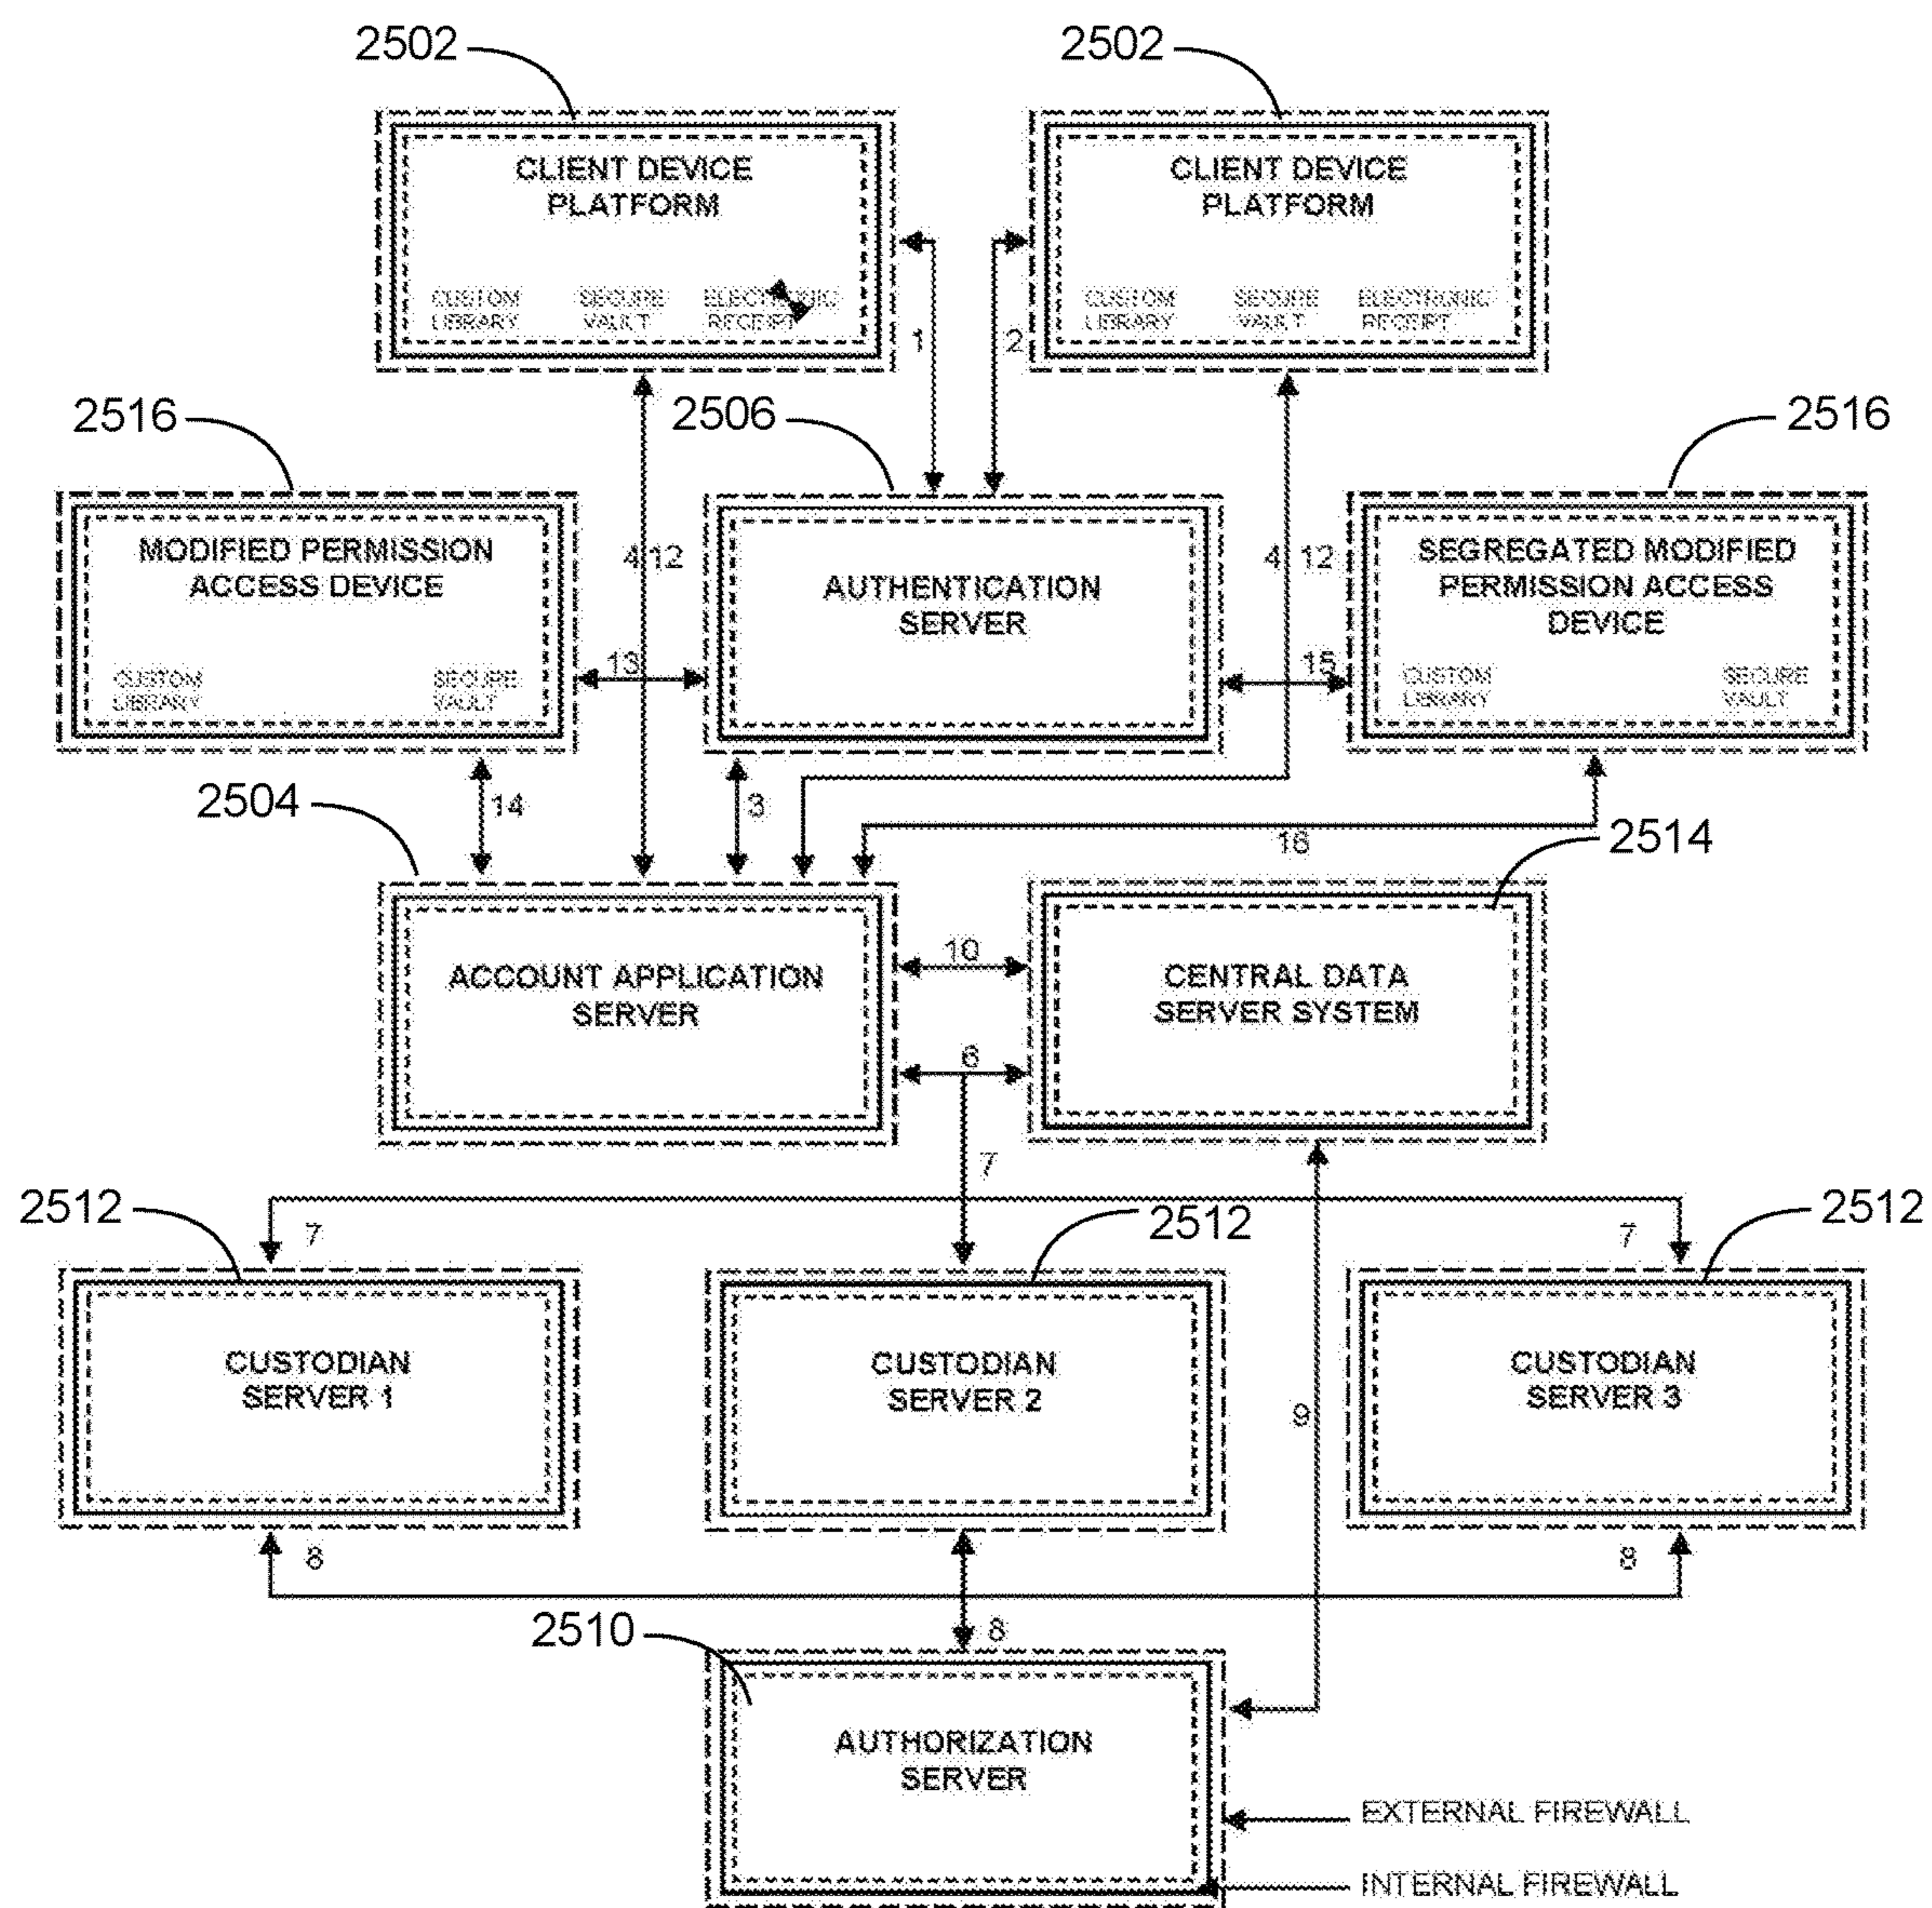 2502
2502
CLIENT DEVICE
PLATFORM
CUSTOM
LIBRARY
SECURE
VAULT
ELECTRONIC
RECEIPT
1
CLIENT DEVICE
PLATFORM
CUSTOM
LIBRARY
SECURE
VAULT
ELECTRONIC
RECEIPT
2
2516
2506
2516
MODIFIED PERMISSION
ACCESS DEVICE
CUSTOM
LIBRARY
SECURE
VAULT
4
12
13
AUTHENTICATION
SERVER
4
12
15
SEGREGATED MODIFIED
PERMISSION ACCESS
DEVICE
CUSTOM
LIBRARY
SECURE
VAULT
2504
14
3
16
2514
ACCOUNT APPLICATION
SERVER
10
6
CENTRAL DATA
SERVER SYSTEM
7
2512
7
2512
7
2512
CUSTODIAN
SERVER 1
CUSTODIAN
SERVER 2
9
CUSTODIAN
SERVER 3
8
8
2510
8
AUTHORIZATION
SERVER
EXTERNAL FIREWALL
INTERNAL FIREWALL